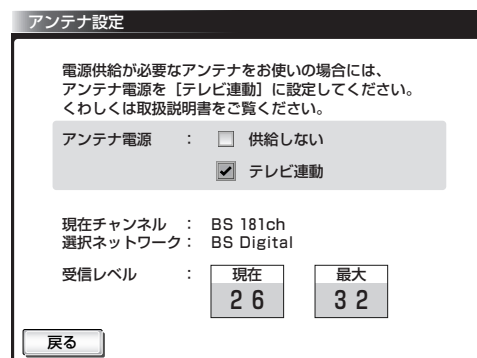 アンテナ設定
電源供給が必要なアンテナをお使いの場合には、
アンテナ電源を［テレビ連動］に設定してください。
くわしくは取扱説明書をご覧ください。
アンテナ電源 ： 供給しない
テレビ連動
現在チャンネル ： BS 181ch
選択ネットワーク： BS Digital
受信レベル ： 現在 最大
26 32
戻る